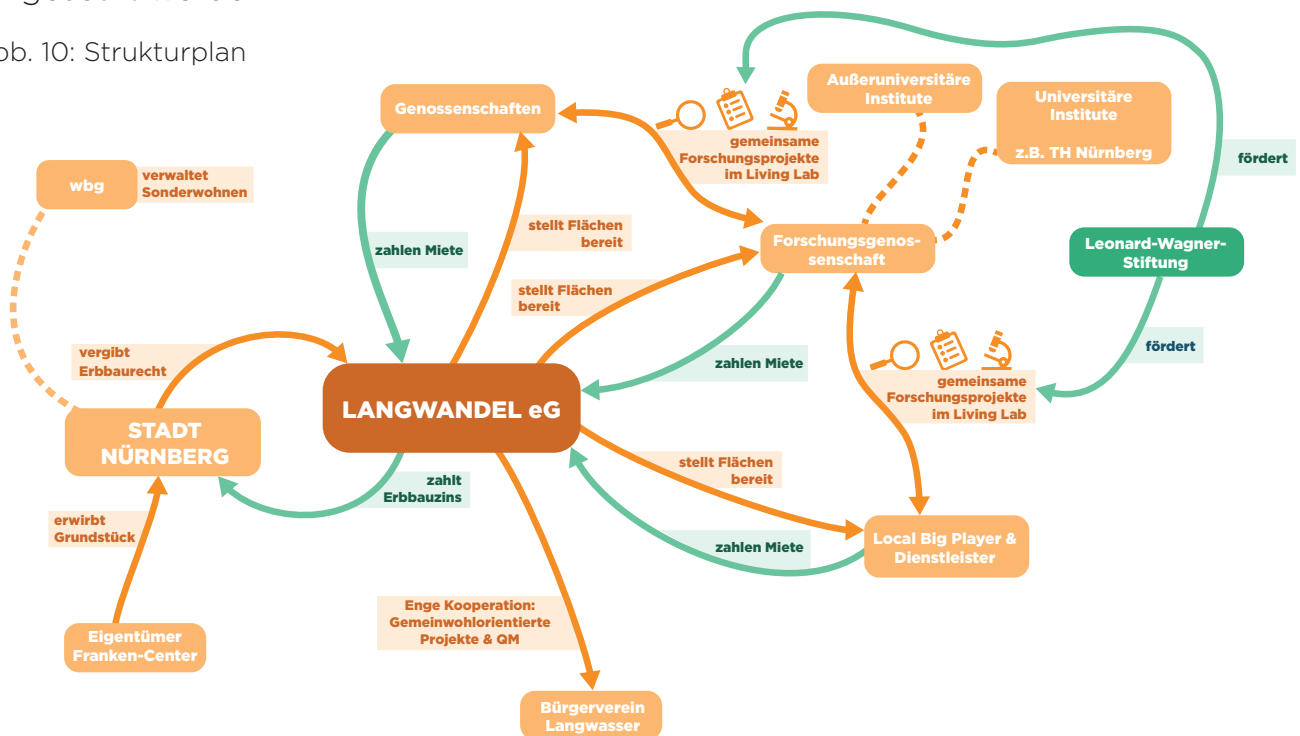 bb. 10: Strukturplan
Genossenschaften
Außeruniversitäre
Institute
Universitäre
Institute
z.B. TH Nürnberg
gemeinsame
Forschungsprojekte
im Living Lab
fördert
wbg
verwaltet
Sonderwohnen
zahlen Miete
stellt Flächen
bereit
Forschungsgenos-
senschaft
Leonard-Wagner-
Stiftung
stellt Flächen
bereit
vergibt
Erbbaurecht
zahlen Miete
fördert
gemeinsame
Forschungsprojekte
im Living Lab
LANGWANDEL eG
STADT
NÜRNBERG
stellt Flächen
bereit
zahlt
Erbbauzins
erwirbt
Grundstück
zahlen Miete
Local Big Player &
Dienstleister
Enge Kooperation:
Gemeinwohlorientierte
Projekte & QM
Eigentümer
Franken-Center
Bürgerverein
Langwasser